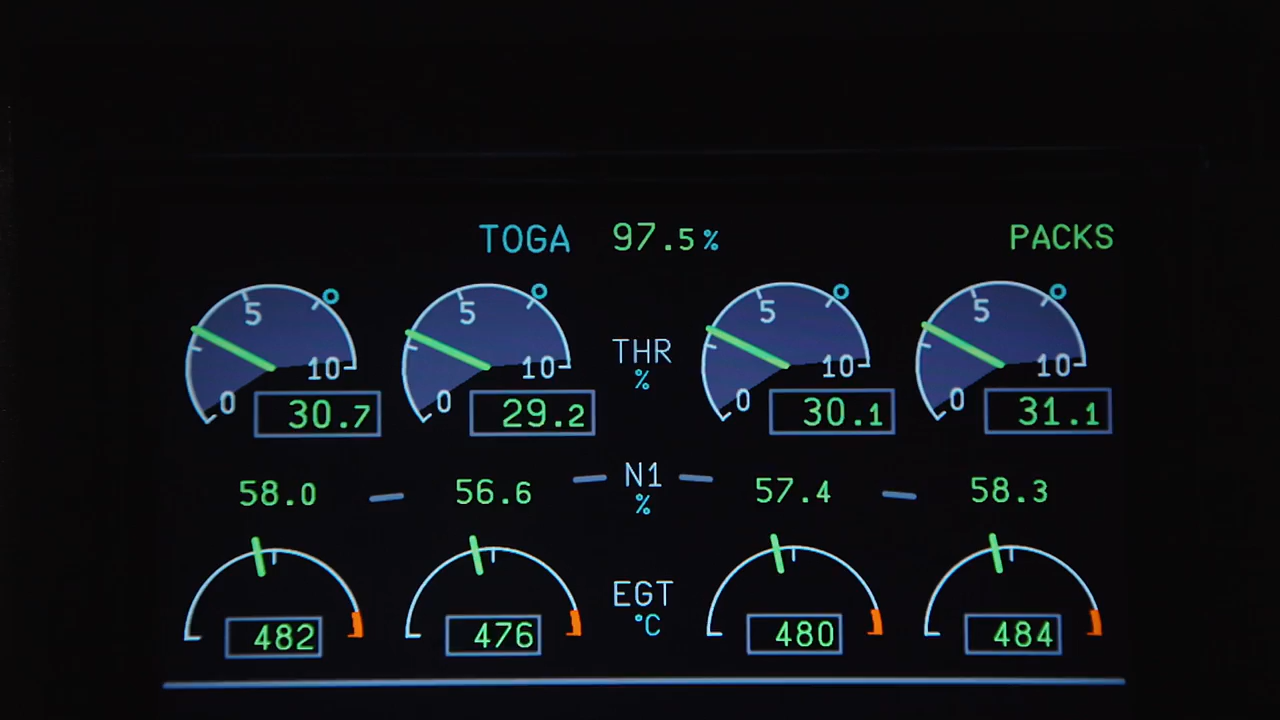 TOGA 97.5% PACKS
5 5 5 5
THR
10 10 10 10
%
0 0 0 0
30.7 29.2 30.1 31.1
N1
58.0 56.6 57.4 58.3
%
EGT
°C
482 476 480 484